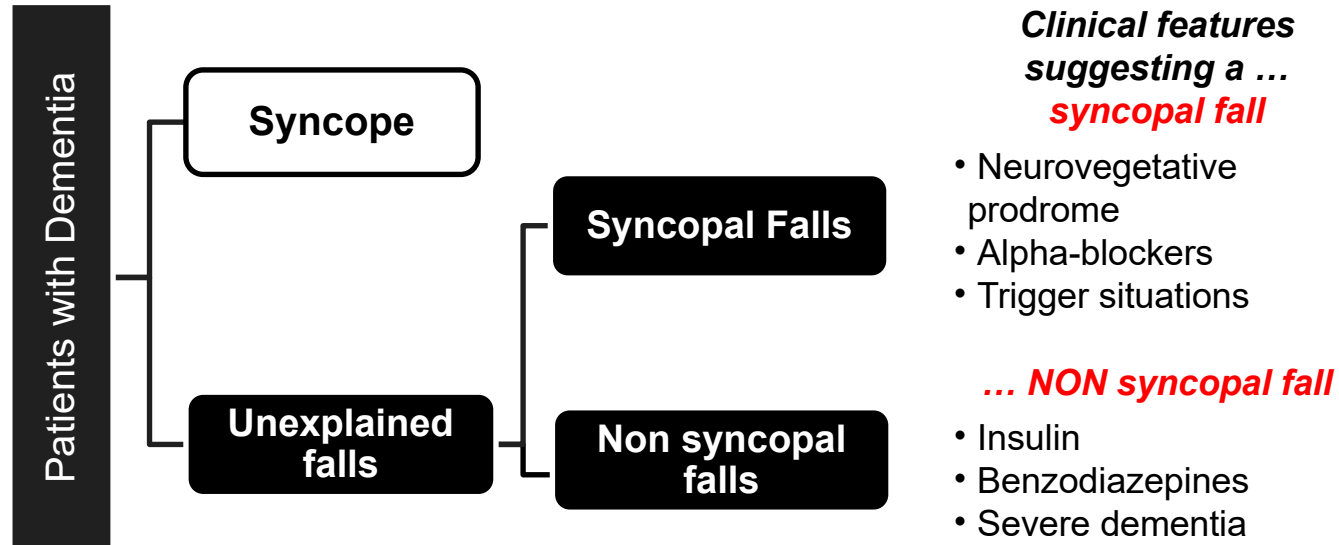 Patients with Dementia
Syncope
Unexplained
falls
Syncopal Falls
Non syncopal
falls
Clinical features
suggesting a …
syncopal fall
• Neurovegetative
prodrome
• Alpha-blockers
• Trigger situations
… NON syncopal fall
• Insulin
• Benzodiazepines
• Severe dementia